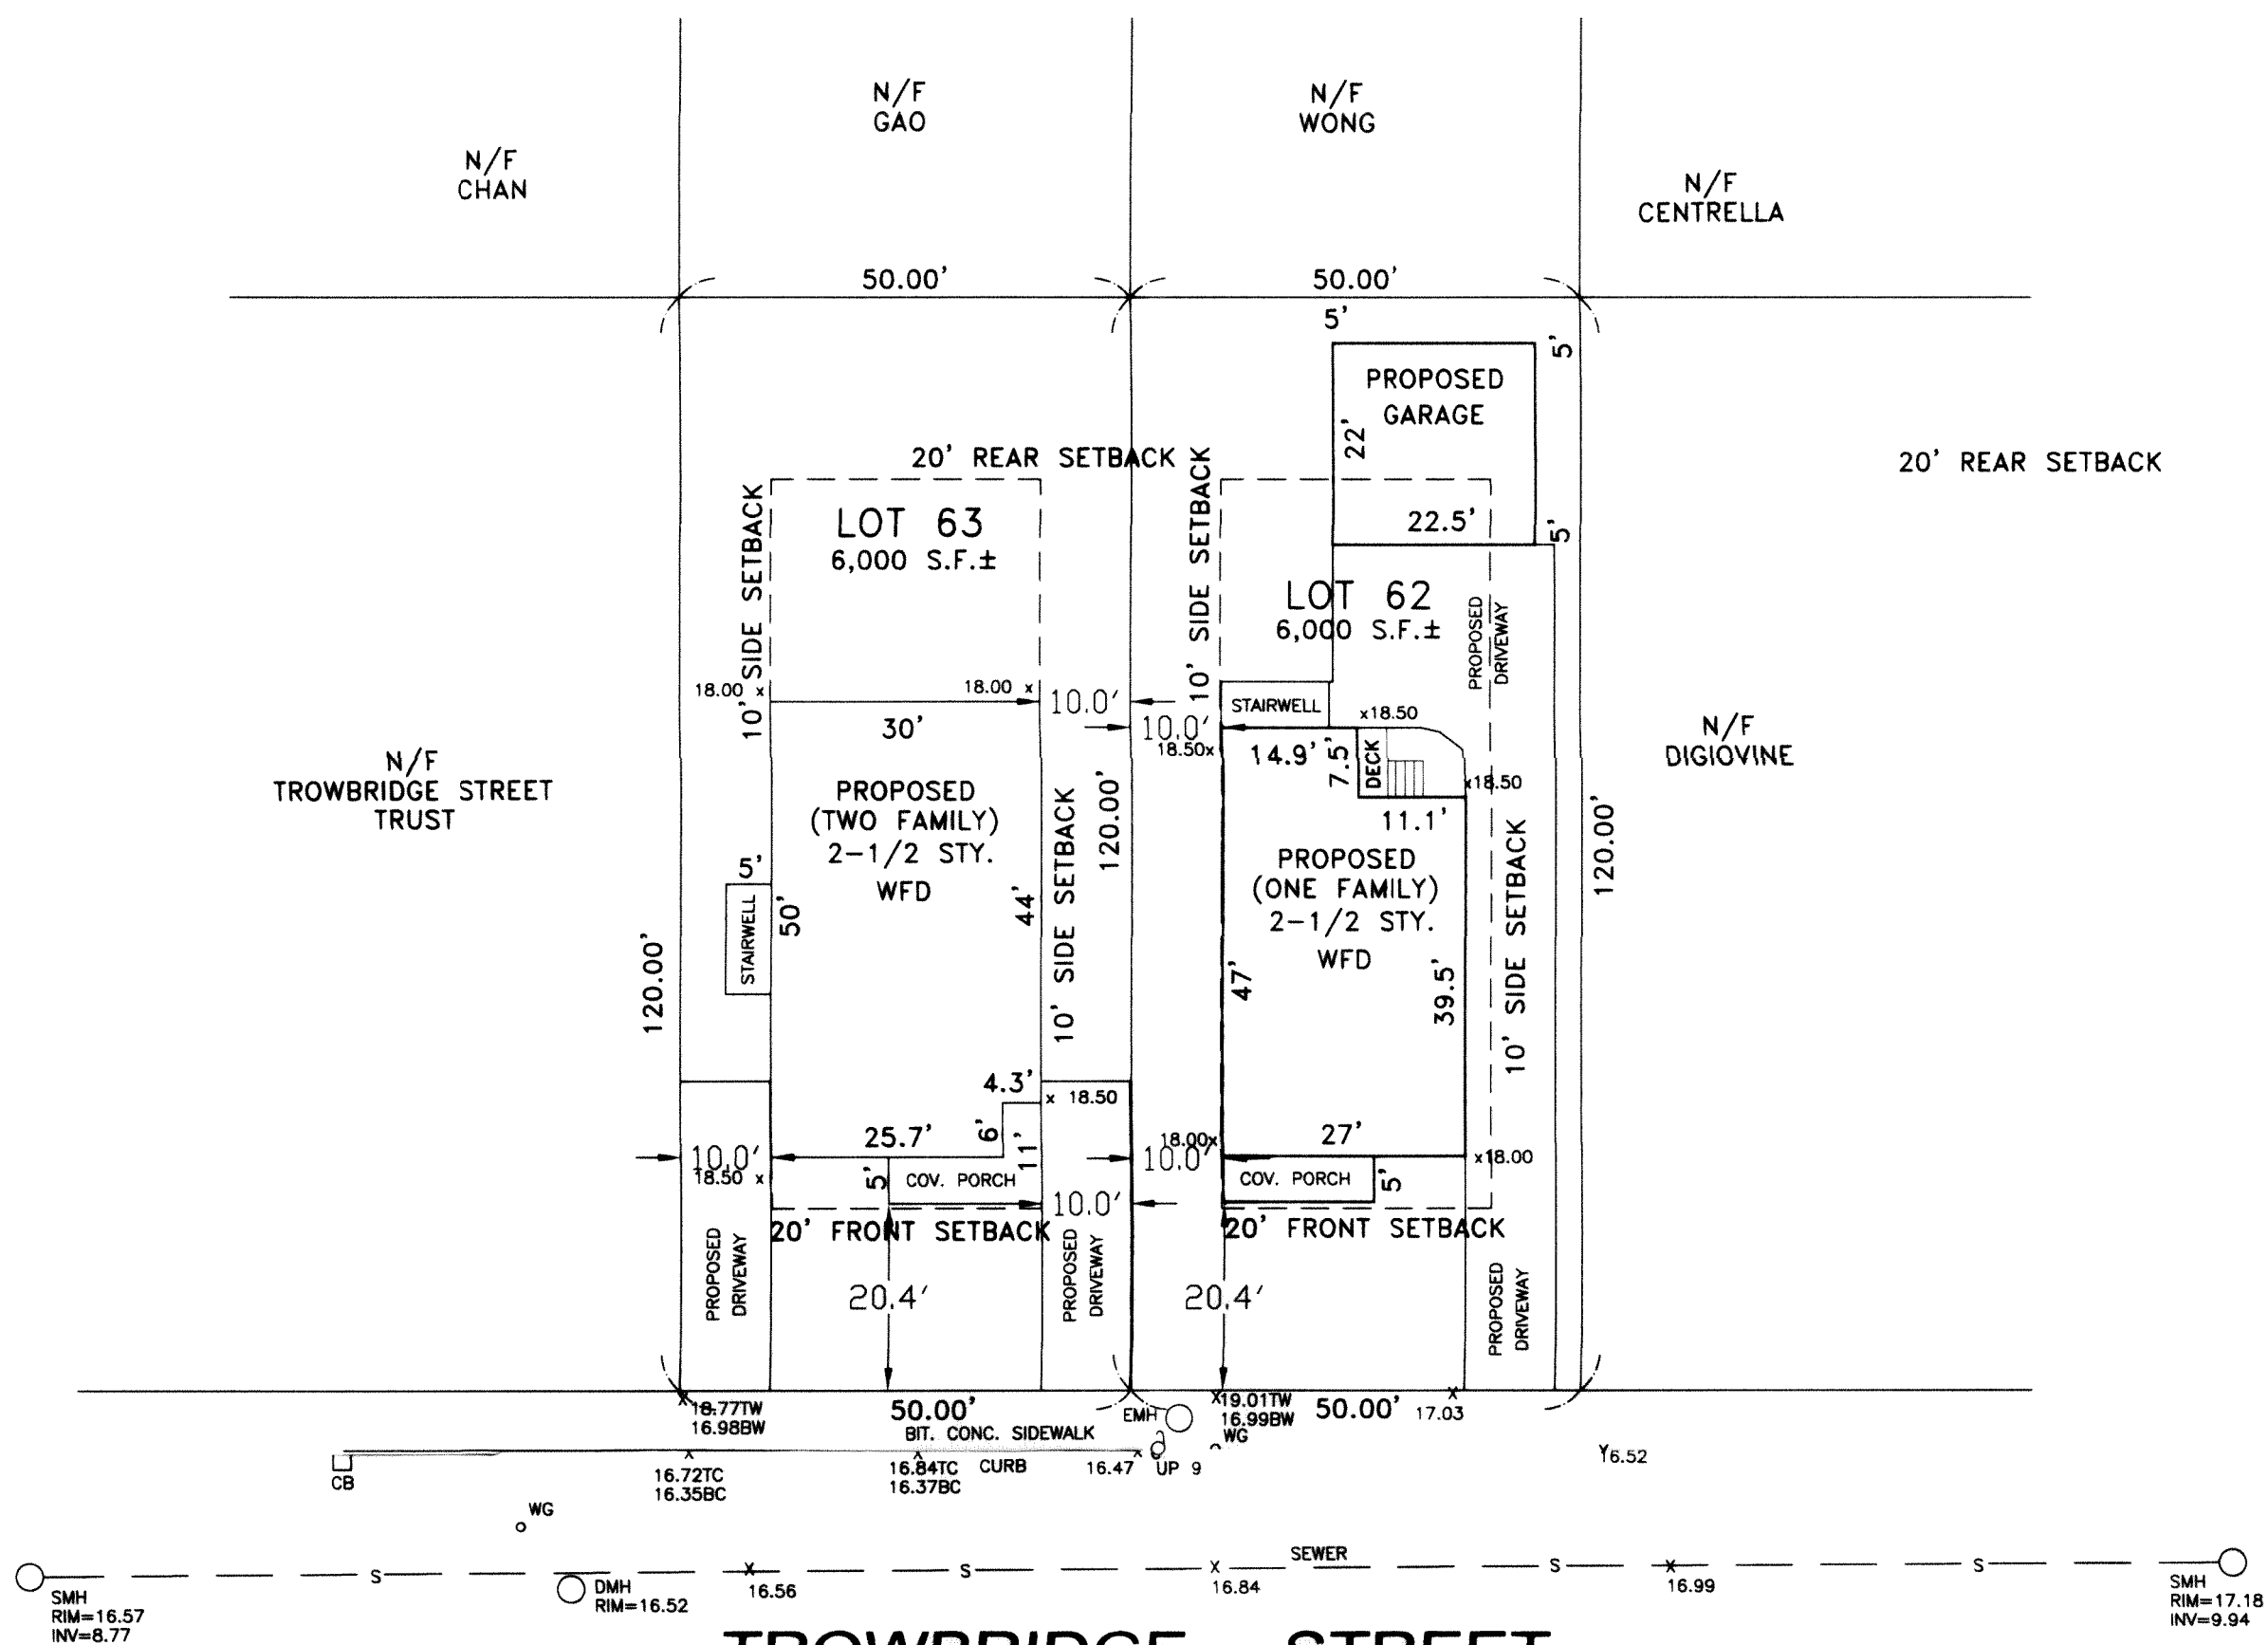 N/F
GAO
N/F
WONG
N/F
CHAN
N/F
CENTRELLA
50.00'
50.00'
5'
5'
PROPOSED
GARAGE
22'
22.5'
5'
20' REAR SETBACK
20' REAR SETBACK
10' SIDE SETBACK
LOT 63
6,000 S.F.±
10' SIDE SETBACK
LOT 62
6,000 S.F.±
PROPOSED
DRIVEWAY
18.00 x
18.00 x
10.0'
30'
10.0'
18.50x
STAIRWELL
x18.50
14.9'
7.5'
DECK
x18.50
11.1'
N/F
DIGIOVINE
N/F
TROWBRIDGE STREET
TRUST
PROPOSED
(TWO FAMILY)
2-1/2 STY.
WFD
5'
STAIRWELL
50'
44'
10' SIDE SETBACK
120.00'
120.00'
PROPOSED
(ONE FAMILY)
2-1/2 STY.
WFD
47'
39.5'
10' SIDE SETBACK
120.00'
4.3'
x 18.50
25.7'
6'
11'
10.0'
18.50 x
5'
COV. PORCH
10.0'
18.00x
10.0'
27'
x18.00
COV. PORCH
5'
20' FRONT SETBACK
20' FRONT SETBACK
PROPOSED
DRIVEWAY
20.4'
PROPOSED
DRIVEWAY
20.4'
PROPOSED
DRIVEWAY
18.77TW
16.98BW
50.00'
BIT. CONC. SIDEWALK
EMH
19.01TW
16.99BW
WG
50.00'
17.03
CB
16.72TC
16.35BC
16.84TC
16.37BC
CURB
16.47
UP 9
16.52
WG
SMH
RIM=16.57
INV=8.77
S
DMH
RIM=16.52
16.56
S
SEWER
16.84
S
16.99
S
SMH
RIM=17.18
INV=9.94
TROWBRIDGE STREET